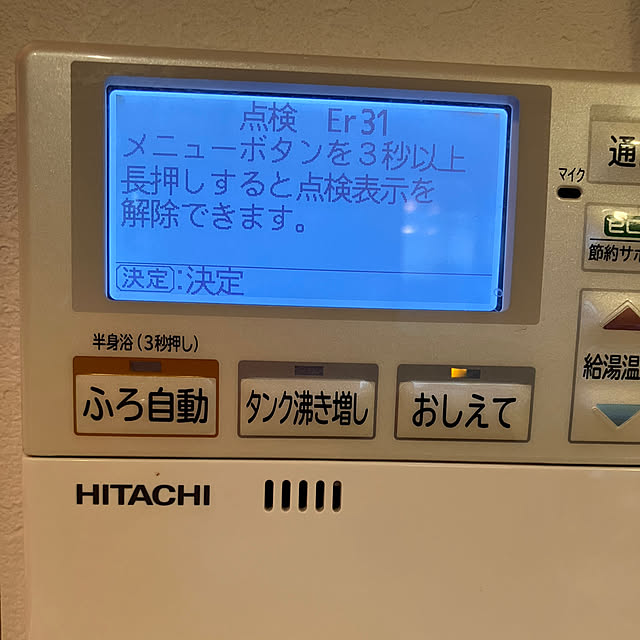 点検 Er31
メニューボタンを3秒以上
長押しすると点検表示を
解除できます。
決定:決定
通
マイク
節約サポ
給湯温
半身浴(3秒押し)
ふろ自動
タンク沸き増し
おしえて
HITACHI